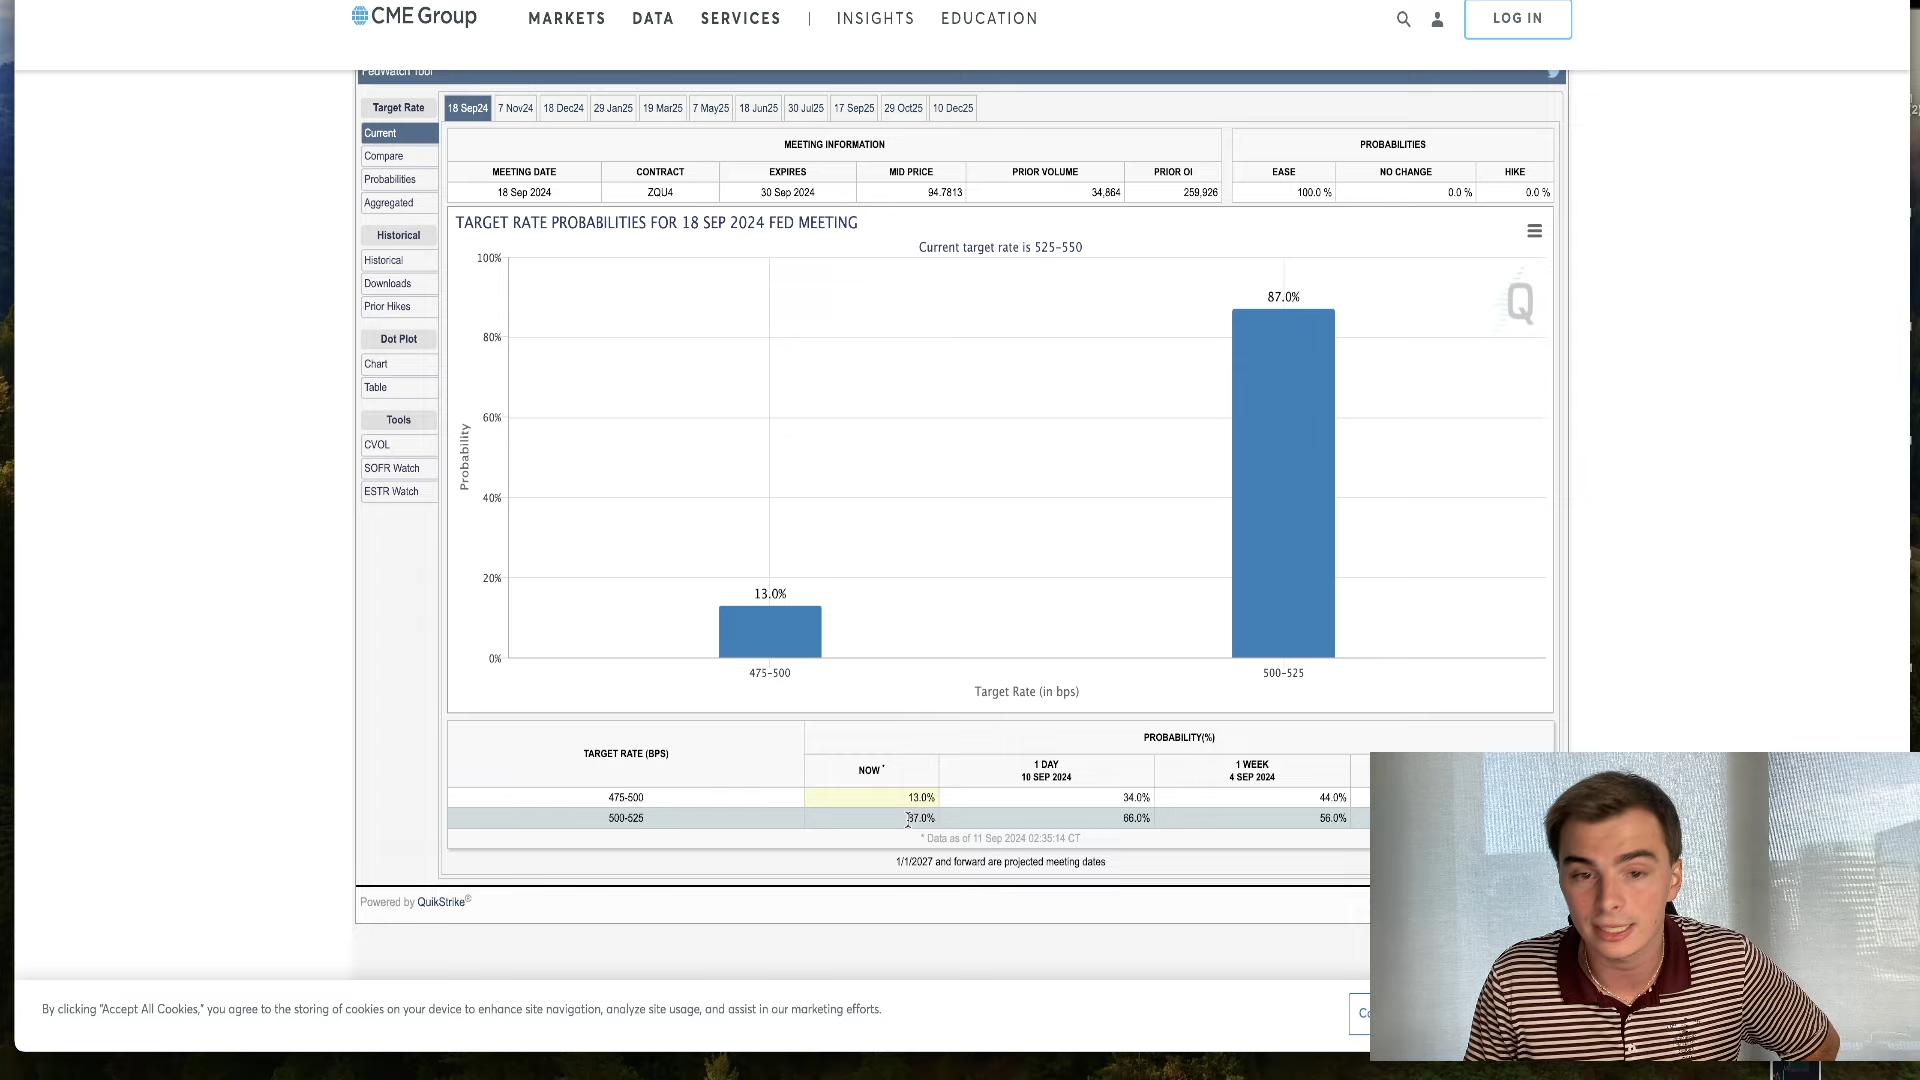 CME Group
MARKETS DATA SERVICES | INSIGHTS EDUCATION
LOG IN
FedWatch Tool
Target Rate
Current
Compare
Probabilities
Aggregated
Historical
Historical
Downloads
Prior Hikes
Dot Plot
Chart
Table
Tools
CVOL
SOFR Watch
ESTR Watch
18 Sep24 7 Nov24 18 Dec24 29 Jan25 19 Mar25 7 May25 18 Jun25 30 Jul25 17 Sep25 29 Oct25 10 Dec25
MEETING INFORMATION
MEETING DATE CONTRACT EXPIRES MID PRICE PRIOR VOLUME PRIOR OI
18 Sep 2024 ZQU4 30 Sep 2024 94.7813 34,864 259,926
PROBABILITIES
EASE NO CHANGE HIKE
100.0 % 0.0 % 0.0 %
TARGET RATE PROBABILITIES FOR 18 SEP 2024 FED MEETING
Current target rate is 525-550
Q
Probability
100%
80%
60%
40%
20%
0%
13.0%
87.0%
475-500 500-525
Target Rate (in bps)
TARGET RATE (BPS) PROBABILITY(%)
NOW * 1 DAY 1 WEEK
10 SEP 2024 4 SEP 2024
475-500 13.0% 34.0% 44.0%
500-525 87.0% 66.0% 56.0%
* Data as of 11 Sep 2024 02:35:14 CT
1/1/2027 and forward are projected meeting dates
Powered by QuikStrike®
By clicking “Accept All Cookies,” you agree to the storing of cookies on your device to enhance site navigation, analyze site usage, and assist in our marketing efforts.